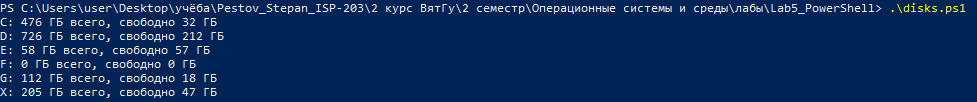 PS C:\Users\user\Desktop\учёба\Pestov_Stepan_ISP-203\2 курс ВятГу\2 семестр\Операционные системы и среды\лабы\Lab5_PowerShell> .\disks.ps1
C: 476 ГБ всего, свободно 32 ГБ
D: 726 ГБ всего, свободно 212 ГБ
E: 58 ГБ всего, свободно 57 ГБ
F: 0 ГБ всего, свободно 0 ГБ
G: 112 ГБ всего, свободно 18 ГБ
X: 205 ГБ всего, свободно 47 ГБ